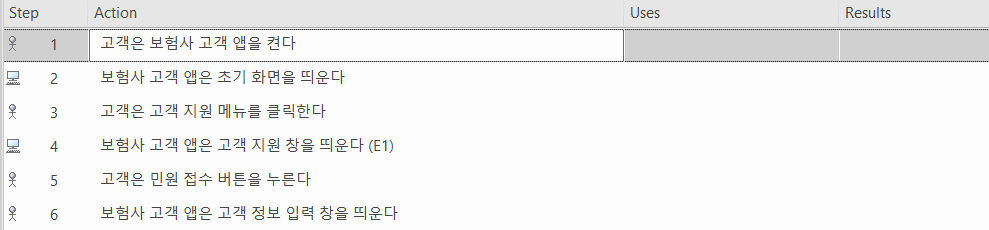 Step Action Uses Results
1 고객은 보험사 고객 앱을 켠다
2 보험사 고객 앱은 초기 화면을 띄운다
3 고객은 고객 지원 메뉴를 클릭한다
4 보험사 고객 앱은 고객 지원 창을 띄운다 (E1)
5 고객은 민원 접수 버튼을 누른다
6 보험사 고객 앱은 고객 정보 입력 창을 띄운다